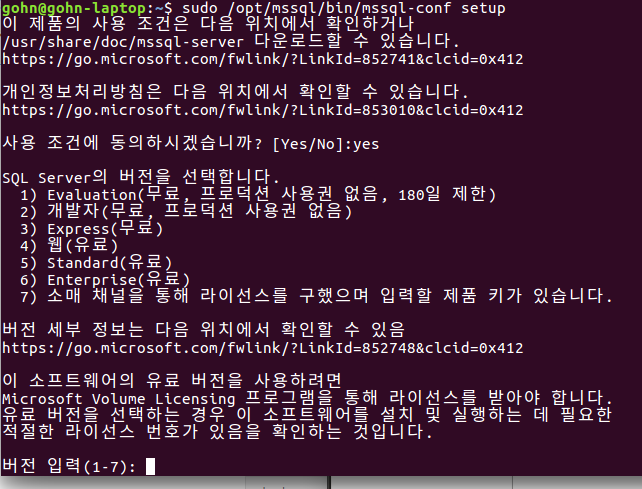 gohn@gohn-laptop:~$ sudo /opt/mssql/bin/mssql-conf setup
이 제품의 사용 조건은 다음 위치에서 확인하거나
/usr/share/doc/mssql-server 다운로드할 수 있습니다.
https://go.microsoft.com/fwlink/?LinkId=852741&clcid=0x412
개인정보처리방침은 다음 위치에서 확인할 수 있습니다.
https://go.microsoft.com/fwlink/?LinkId=853010&clcid=0x412
사용 조건에 동의하시겠습니까? [Yes/No]:yes
SQL Server의 버전을 선택합니다.
1) Evaluation(무료, 프로덕션 사용권 없음, 180일 제한)
2) 개발자(무료, 프로덕션 사용권 없음)
3) Express(무료)
4) 웹(유료)
5) Standard(유료)
6) Enterprise(유료)
7) 소매 채널을 통해 라이선스를 구했으며 입력할 제품 키가 있습니다.
버전 세부 정보는 다음 위치에서 확인할 수 있음
https://go.microsoft.com/fwlink/?LinkId=852748&clcid=0x412
이 소프트웨어의 유료 버전을 사용하려면
Microsoft Volume Licensing 프로그램을 통해 라이선스를 받아야 합니다.
유료 버전을 선택하는 경우 이 소프트웨어를 설치 및 실행하는 데 필요한
적절한 라이선스 번호가 있음을 확인하는 것입니다.
버전 입력(1-7):